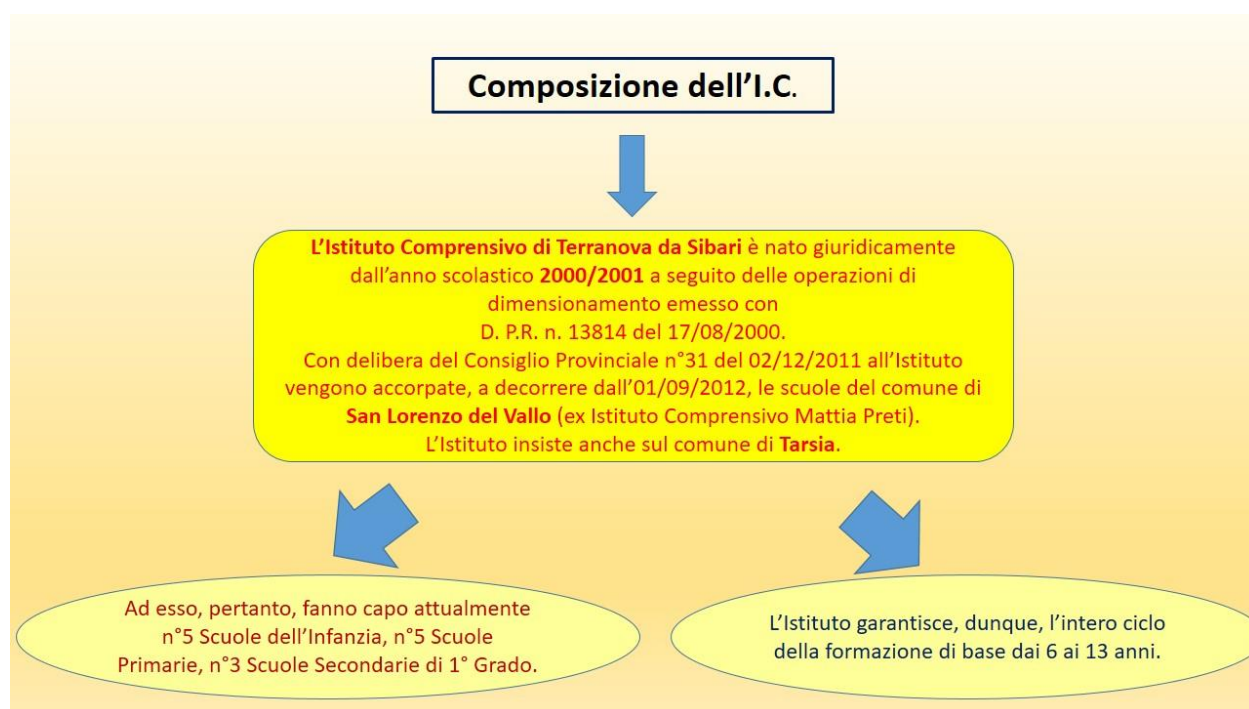 Composizione dell’I.C.
L’Istituto Comprensivo di Terranova da Sibari è nato giuridicamente
dall’anno scolastico 2000/2001 a seguito delle operazioni di
dimensionamento emesso con
D. P.R. n. 13814 del 17/08/2000.
Con delibera del Consiglio Provinciale n°31 del 02/12/2011 all’Istituto
vengono accorpate, a decorrere dall’01/09/2012, le scuole del comune di
San Lorenzo del Vallo (ex Istituto Comprensivo Mattia Preti).
L’Istituto insiste anche sul comune di Tarsia.
Ad esso, pertanto, fanno capo attualmente
n°5 Scuole dell’Infanzia, n°5 Scuole
Primarie, n°3 Scuole Secondarie di 1° Grado.
L’Istituto garantisce, dunque, l’intero ciclo
della formazione di base dai 6 ai 13 anni.